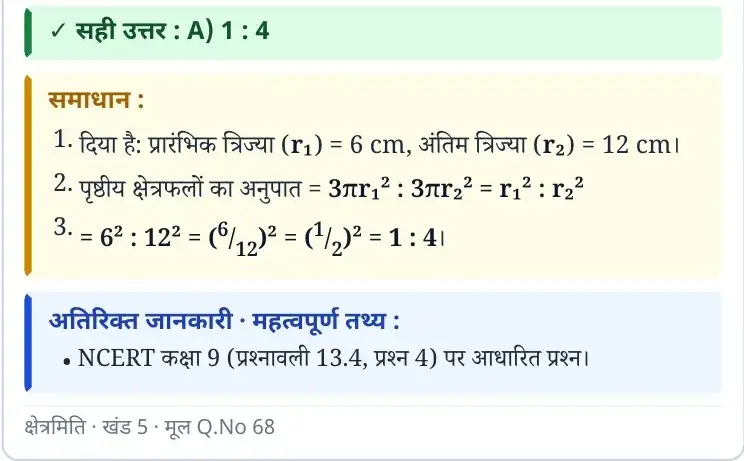 ✓ सही उत्तर : A) 1 : 4
समाधान :
1. दिया है: प्रारंभिक त्रिज्या (r₁) = 6 cm, अंतिम त्रिज्या (r₂) = 12 cm।
2. पृष्ठीय क्षेत्रफलों का अनुपात = 3πr₁² : 3πr₂² = r₁² : r₂²
3. = 6² : 12² = (6/12)² = (1/2)² = 1 : 4।
अतिरिक्त जानकारी · महत्वपूर्ण तथ्य :
• NCERT कक्षा 9 (प्रश्नावली 13.4, प्रश्न 4) पर आधारित प्रश्न।
क्षेत्रमिति · खंड 5 · मूल Q.No 68